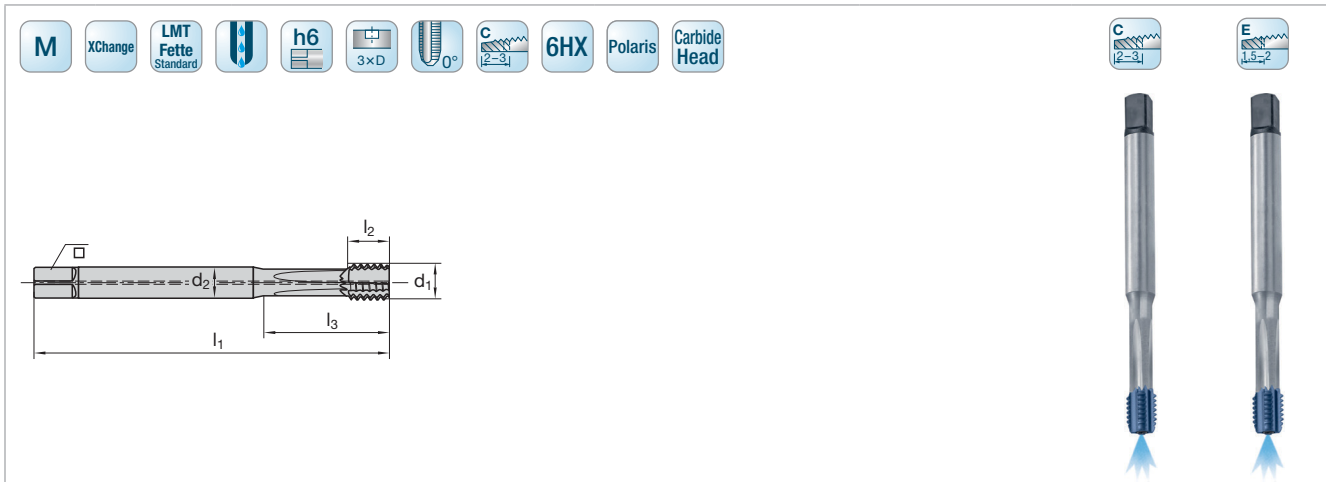 M
XChange
LMT
Fette
Standard
h6
3×D
0°
C
2–3
6HX
Polaris
Carbide
Head
C
2–3
E
1,5–2
l2
d2
d1
l3
l1